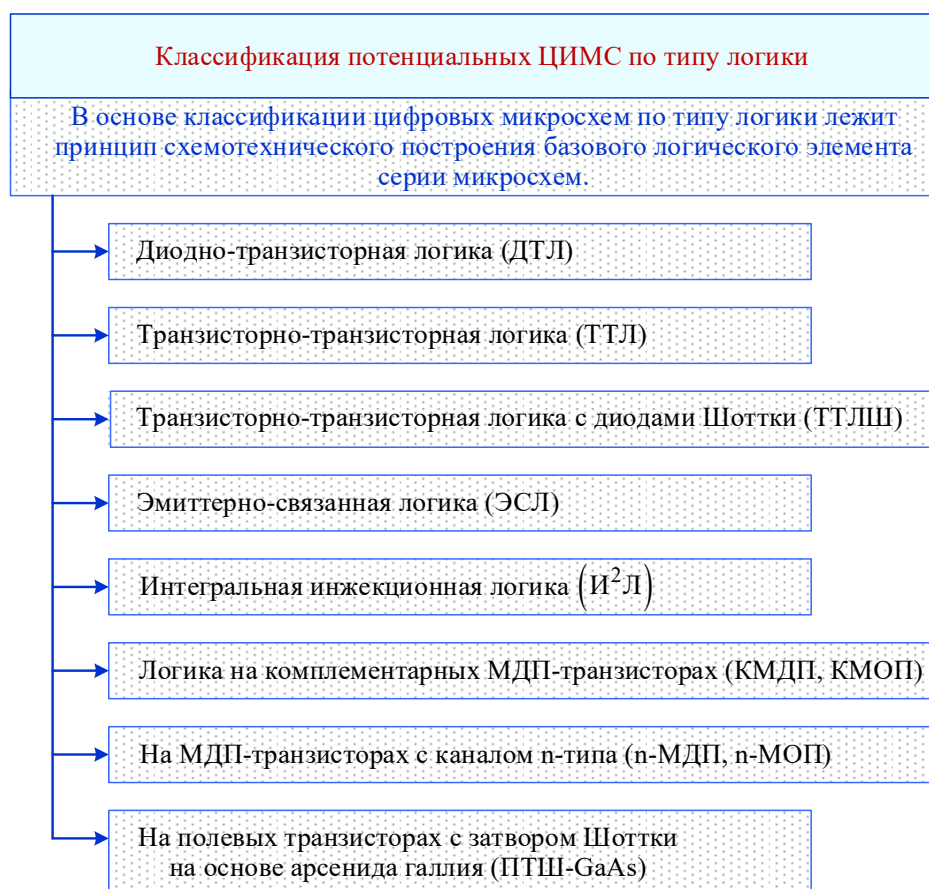 Классификация потенциальных ЦИМС по типу логики
В основе классификации цифровых микросхем по типу логики лежит
принцип схемотехнического построения базового логического элемента
серии микросхем.
Диодно-транзисторная логика (ДТЛ)
Транзисторно-транзисторная логика (ТТЛ)
Транзисторно-транзисторная логика с диодами Шоттки (ТТЛШ)
Эмиттерно-связанная логика (ЭСЛ)
Интегральная инжекционная логика (И²Л)
Логика на комплементарных МДП-транзисторах (КМДП, КМОП)
На МДП-транзисторах с каналом n-типа (n-МДП, n-МОП)
На полевых транзисторах с затвором Шоттки
на основе арсенида галлия (ПТШ-GaAs)